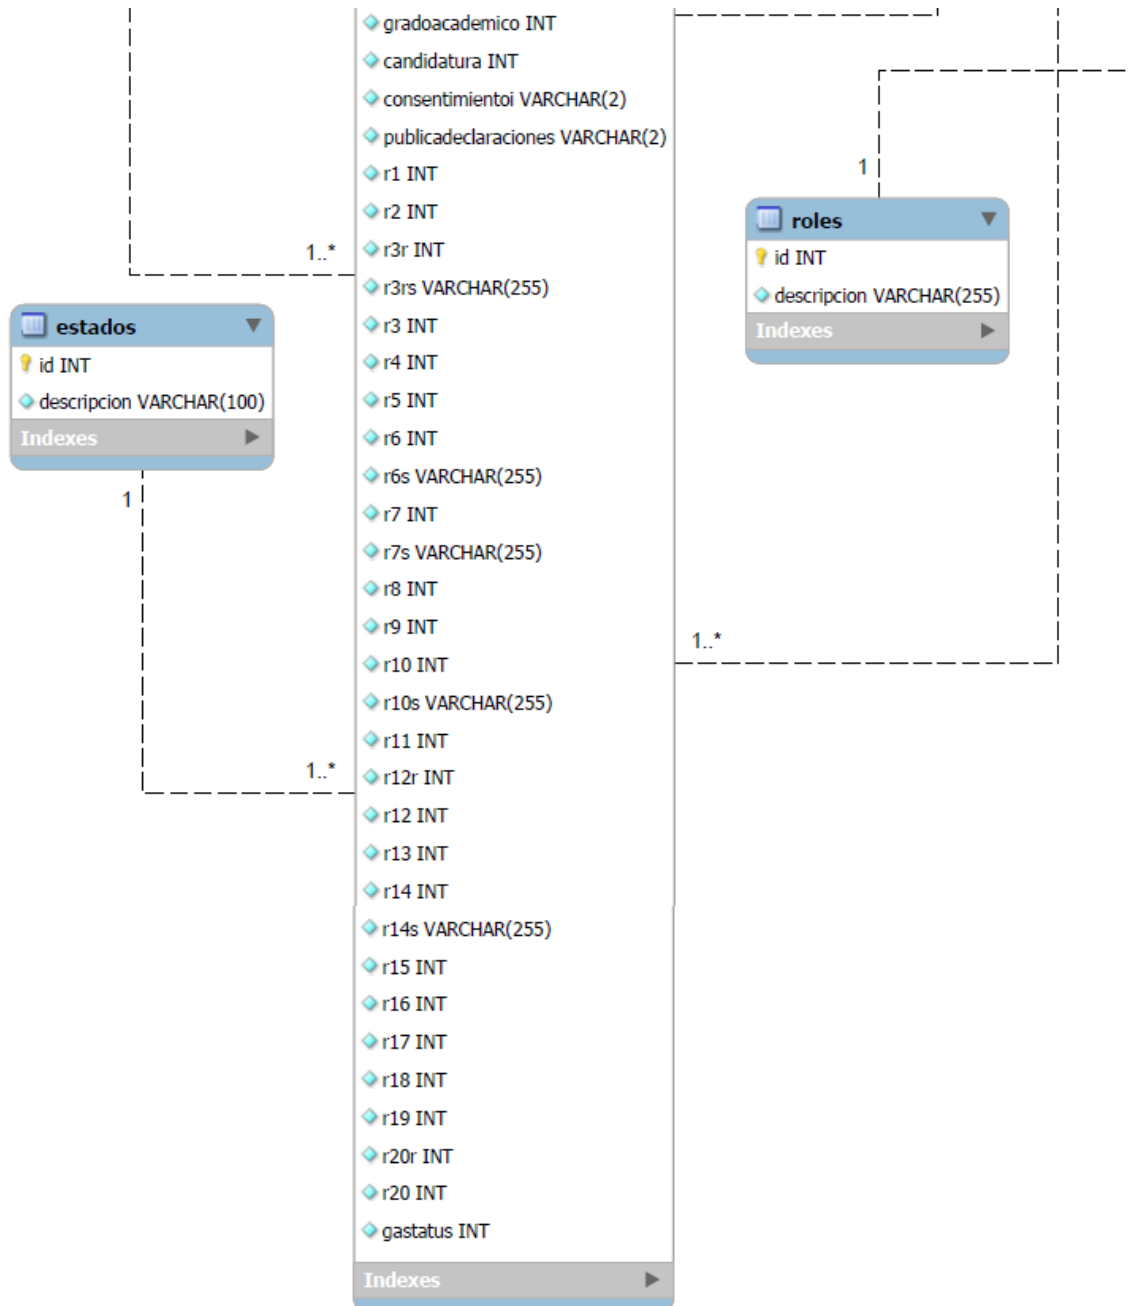 gradoacademico INT
candidatura INT
consentimientoi VARCHAR(2)
publicadeclaraciones VARCHAR(2)
r1 INT
r2 INT
r3r INT
r3rs VARCHAR(255)
r3 INT
r4 INT
r5 INT
r6 INT
r6s VARCHAR(255)
r7 INT
r7s VARCHAR(255)
r8 INT
r9 INT
r10 INT
r10s VARCHAR(255)
r11 INT
r12r INT
r12 INT
r13 INT
r14 INT
r14s VARCHAR(255)
r15 INT
r16 INT
r17 INT
r18 INT
r19 INT
r20r INT
r20 INT
gastatus INT
Indexes
1..*
1..*
1..*
estados
id INT
descripcion VARCHAR(100)
Indexes
1
1
roles
id INT
descripcion VARCHAR(255)
Indexes